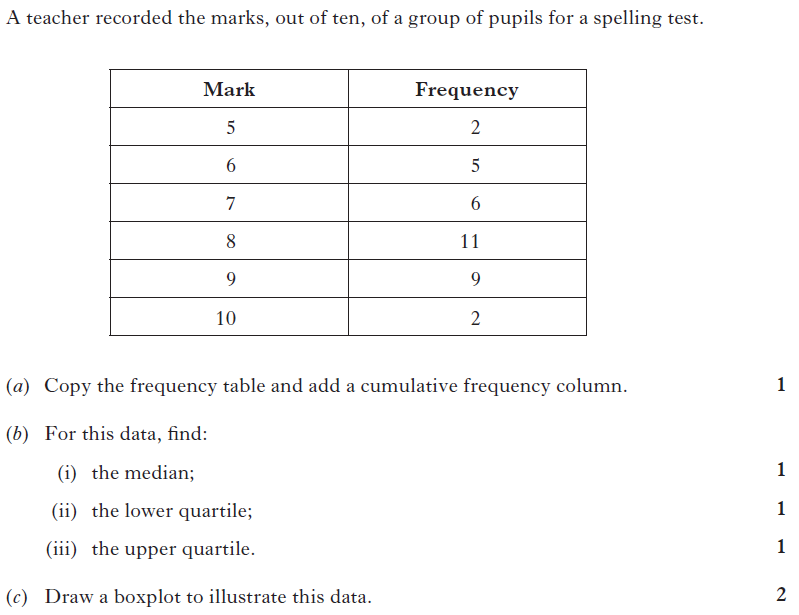 A teacher recorded the marks, out of ten, of a group of pupils for a spelling test.
Mark Frequency
5 2
6 5
7 6
8 11
9 9
10 2
(a) Copy the frequency table and add a cumulative frequency column. 1
(b) For this data, find:
(i) the median; 1
(ii) the lower quartile; 1
(iii) the upper quartile. 1
(c) Draw a boxplot to illustrate this data. 2